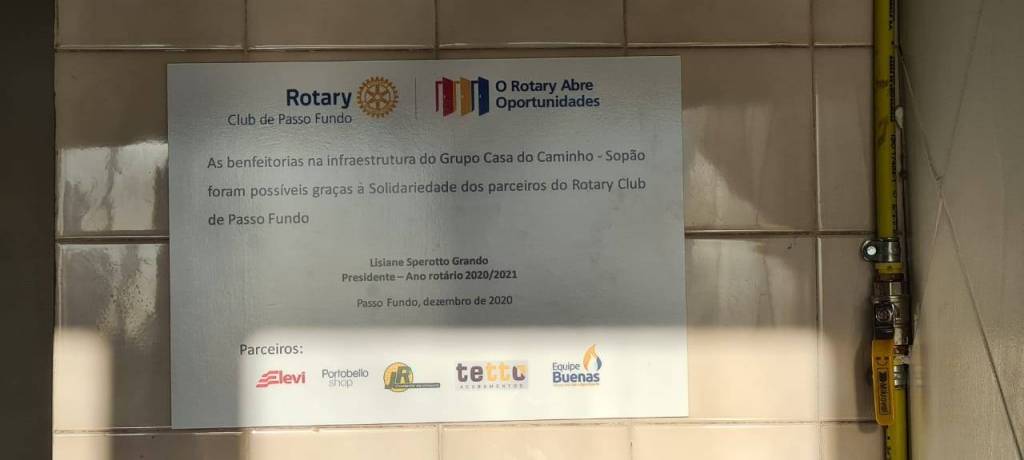 Rotary
Club de Passo Fundo
O Rotary Abre
Oportunidades
As benfeitorias na infraestrutura do Grupo Casa do Caminho - Sopão
foram possíveis graças à Solidariedade dos parceiros do Rotary Club
de Passo Fundo
Lisiane Sperotto Grando
Presidente – Ano rotário 2020/2021
Passo Fundo, dezembro de 2020
Parceiros:
Elevi
Portobello
shop
JR
tetto
ACABAMENTOS
Equipe
Buenas